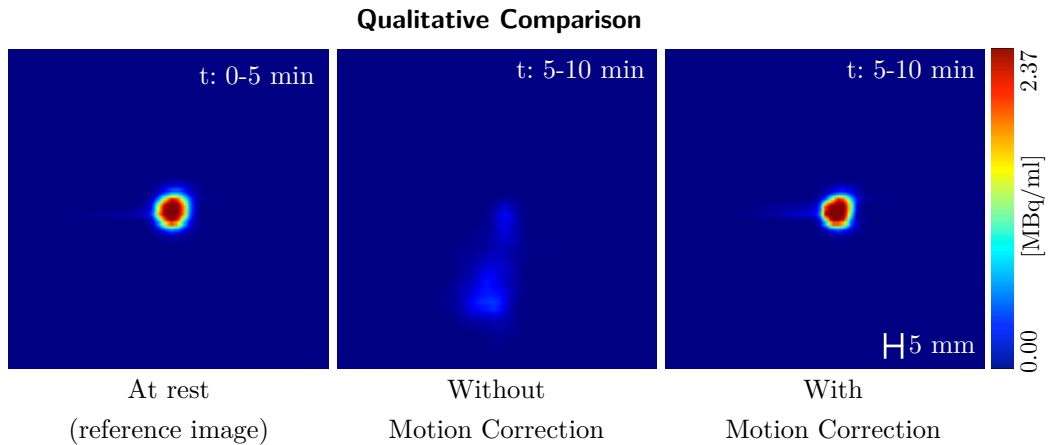 Qualitative Comparison
t: 0-5 min
t: 5-10 min
t: 5-10 min
5 mm
2.37
0.00
[MBq/ml]
At rest
(reference image)
Without
Motion Correction
With
Motion Correction